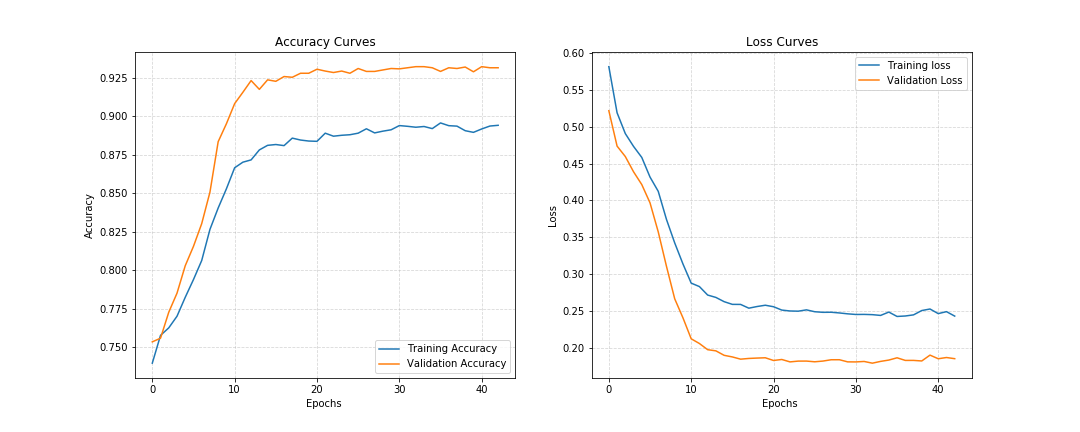 Accuracy Curves
Accuracy
0.925
0.900
0.875
0.850
0.825
0.800
0.775
0.750
Training Accuracy
Validation Accuracy
0 10 20 30 40
Epochs
Loss Curves
Loss
0.60
0.55
0.50
0.45
0.40
0.35
0.30
0.25
0.20
Training loss
Validation Loss
0 10 20 30 40
Epochs